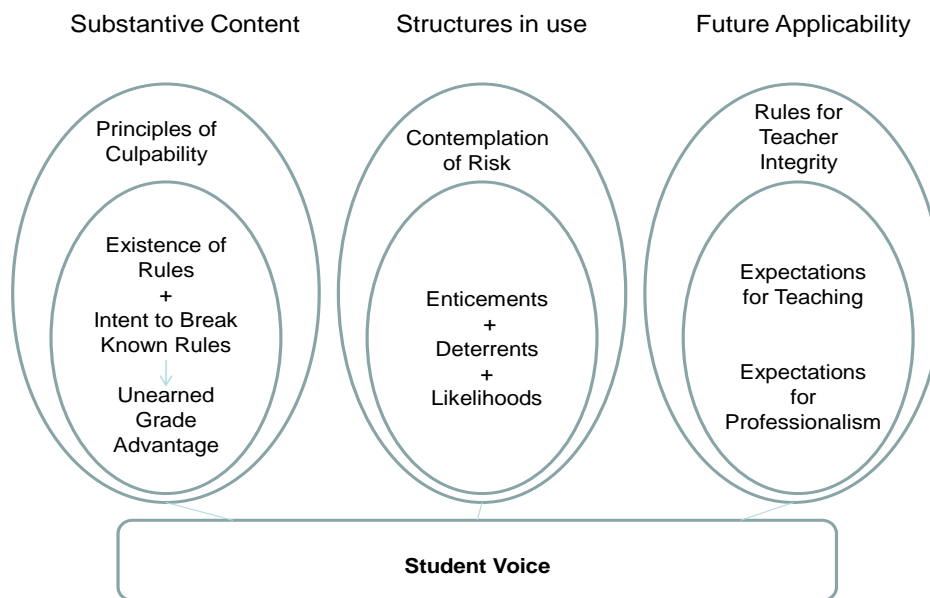 Substantive Content
Structures in use
Future Applicability
Principles of
Culpability
Existence of
Rules
+
Intent to Break
Known Rules
Unearned
Grade
Advantage
Contemplation
of Risk
Enticements
+
Deterrents
+
Likelihoods
Rules for
Teacher
Integrity
Expectations
for Teaching
Expectations
for
Professionalism
Student Voice